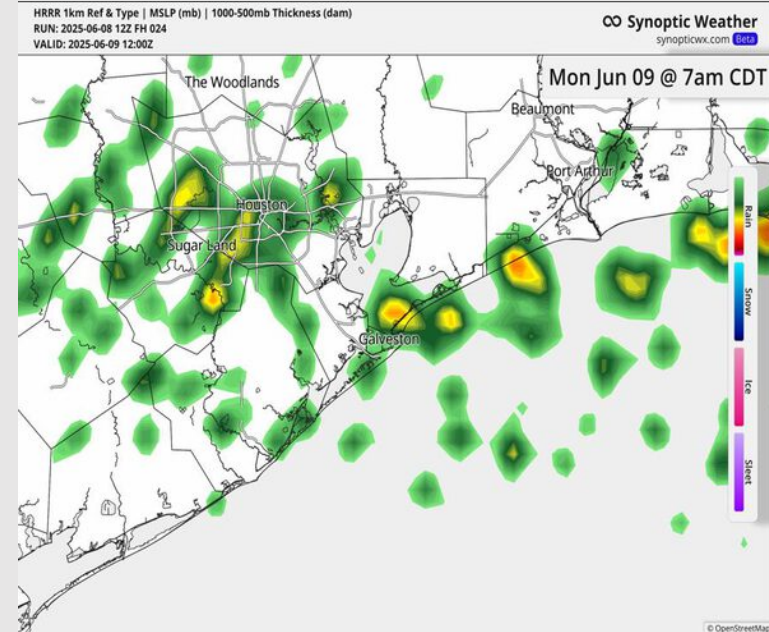 HRRR 1km Ref & Type | MSLP (mb) | 1000-500mb Thickness (dam)
RUN: 2025-06-08 12Z FH 024
VALID: 2025-06-09 12:00Z
Synoptic Weather
synopticwx.com Beta
Mon Jun 09 @ 7am CDT
The Woodlands
Beaumont
Port Arthur
Houston
Sugar Land
Galveston
Rain
Snow
Ice
Sleet
© OpenStreetMap